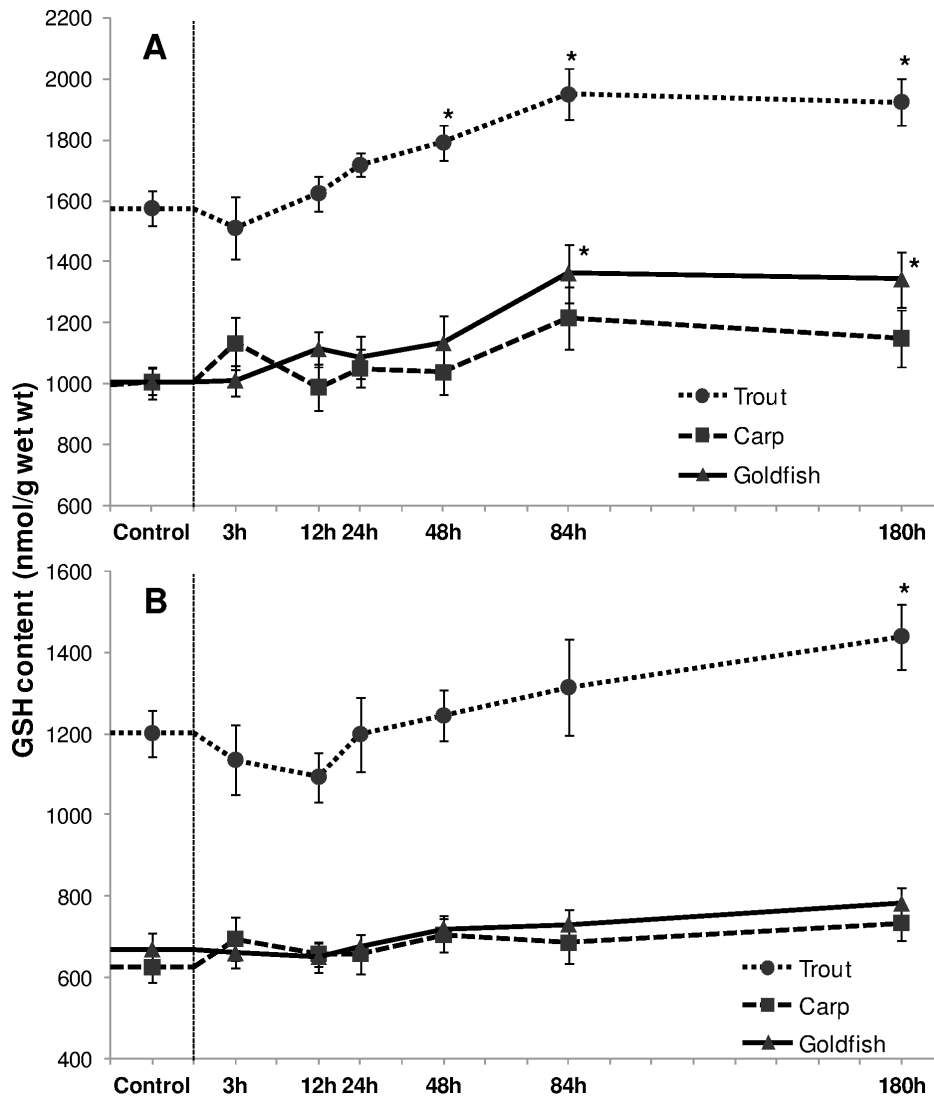 A
2200
2000
1800
1600
1400
1200
1000
800
600
*
*
*
*
*
Trout
Carp
Goldfish
Control 3h 12h 24h 48h 84h 180h
GSH content (nmol/g wet wt)
B
1600
1400
1200
1000
800
600
400
*
Trout
Carp
Goldfish
Control 3h 12h 24h 48h 84h 180h